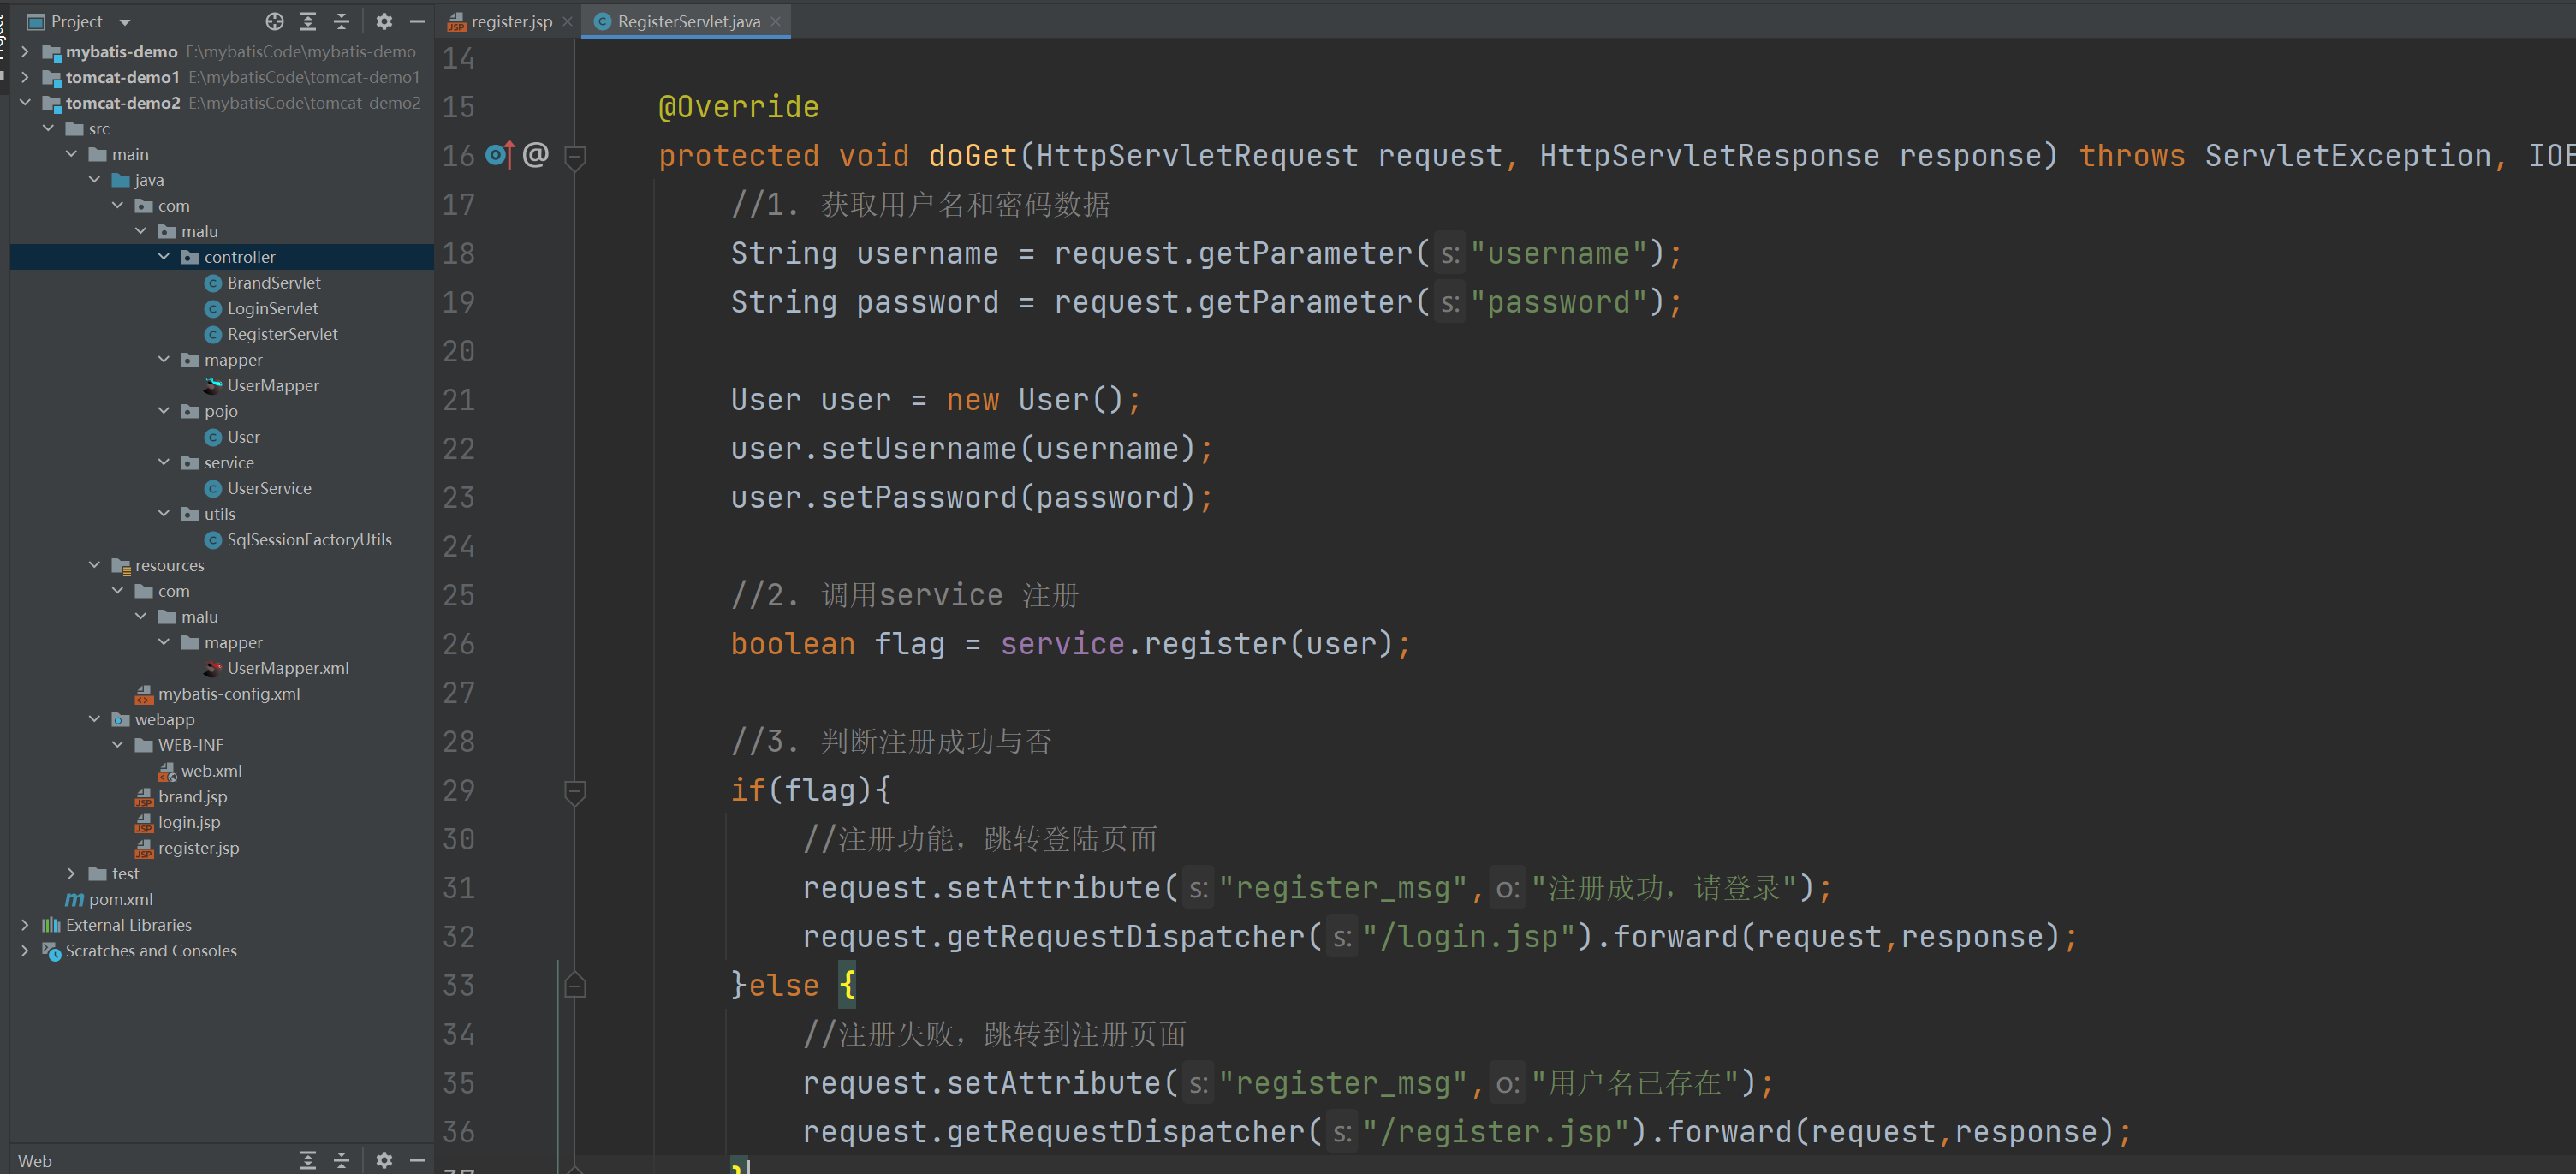 Project
mybatis-demo E:\mybatisCode\mybatis-demo
tomcat-demo1 E:\mybatisCode\tomcat-demo1
tomcat-demo2 E:\mybatisCode\tomcat-demo2
src
main
java
com
malu
controller
BrandServlet
LoginServlet
RegisterServlet
mapper
UserMapper
pojo
User
service
UserService
utils
SqlSessionFactoryUtils
resources
com
malu
mapper
UserMapper.xml
mybatis-config.xml
webapp
WEB-INF
web.xml
brand.jsp
login.jsp
register.jsp
test
pom.xml
External Libraries
Scratches and Consoles
Web
register.jsp RegisterServlet.java
14
15 @Override
16 protected void doGet(HttpServletRequest request, HttpServletResponse response) throws ServletException, IOE
17 //1. 获取用户名和密码数据
18 String username = request.getParameter( s: "username");
19 String password = request.getParameter( s: "password");
20
21 User user = new User();
22 user.setUsername(username);
23 user.setPassword(password);
24
25 //2. 调用service 注册
26 boolean flag = service.register(user);
27
28 //3. 判断注册成功与否
29 if(flag){
30 //注册功能，跳转登陆页面
31 request.setAttribute( s: "register_msg", o: "注册成功，请登录");
32 request.getRequestDispatcher( s: "/login.jsp").forward(request,response);
33 }else {
34 //注册失败，跳转到注册页面
35 request.setAttribute( s: "register_msg", o: "用户名已存在");
36 request.getRequestDispatcher( s: "/register.jsp").forward(request,response);
37 }